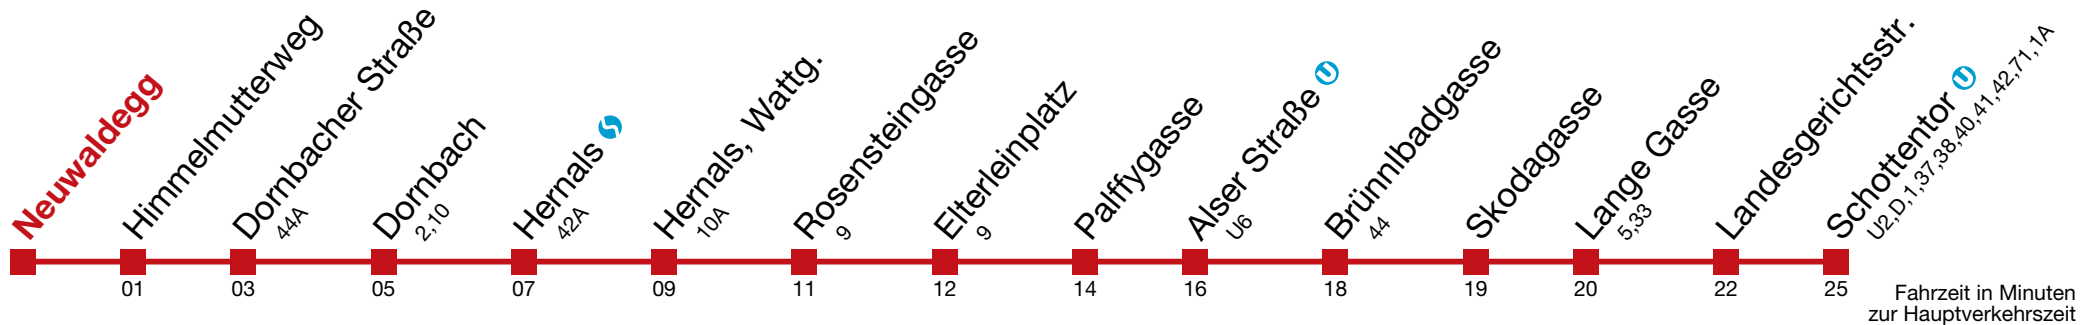 Neuwaldegg
Himmelmutterweg
01
Dornbacher Straße
44A
03
Dornbach
2,10
05
Hernals
42A
07
Hernals, Wattg.
10A
09
Rosensteingasse
9
11
Elterleinplatz
9
12
Palffygasse
14
Alser Straße U
U6
16
Brünnlbadgasse
44
18
Skodagasse
19
Lange Gasse
5,33
20
Landesgerichtsstr.
22
Schottentor U
U2,D,1,37,38,40,41,42,71,1A
25
Fahrzeit in Minuten
zur Hauptverkehrszeit